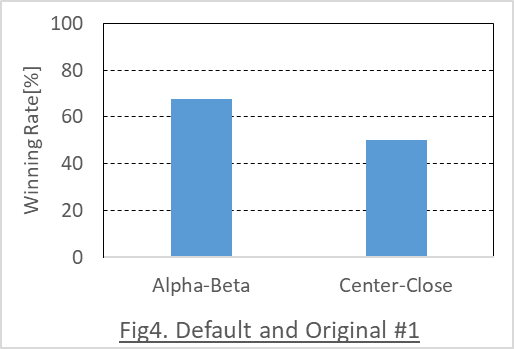 100
80
60
40
20
0
Winning Rate[%]
Alpha-Beta
Center-Close
Fig4. Default and Original #1